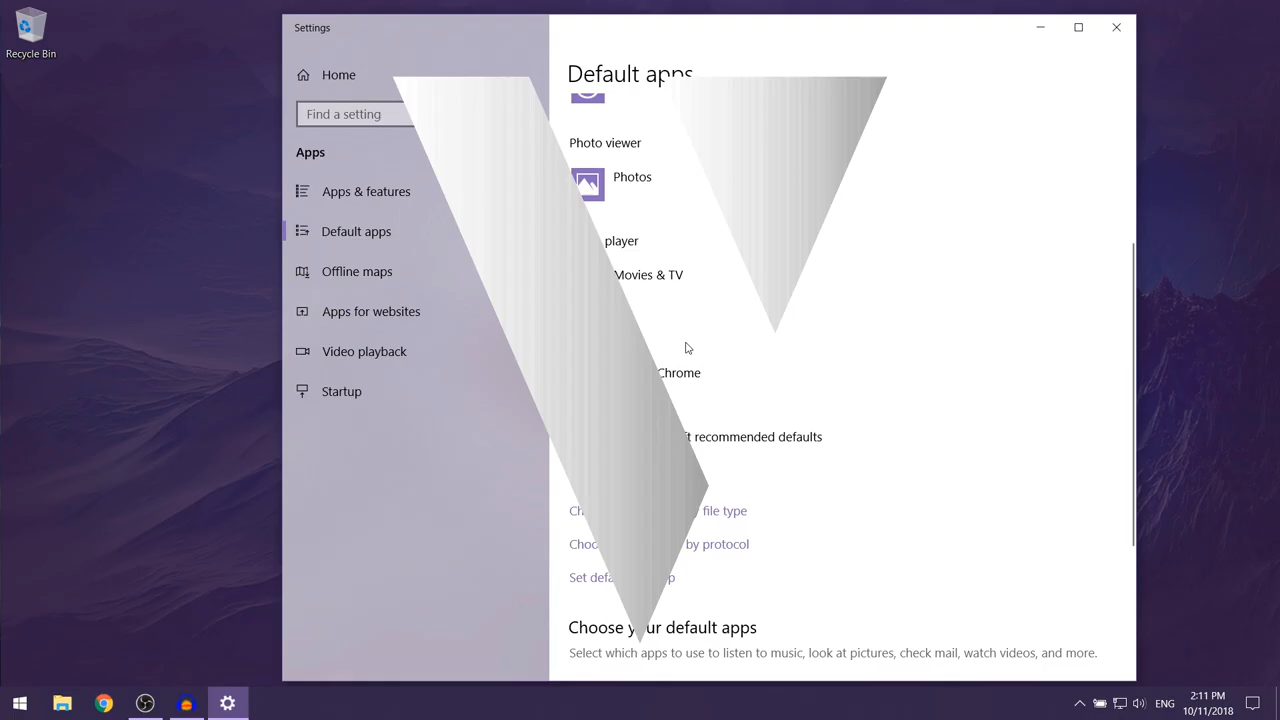 Recycle Bin
Settings
Home
Find a setting
Apps
Apps & features
Default apps
Offline maps
Apps for websites
Video playback
Startup
Default apps
Photo viewer
Photos
player
Movies & TV
Chrome
recommended defaults
file type
by protocol
Set
Choose your default apps
Select which apps to use to listen to music, look at pictures, check mail, watch videos, and more.
ENG
2:11 PM
10/11/2018